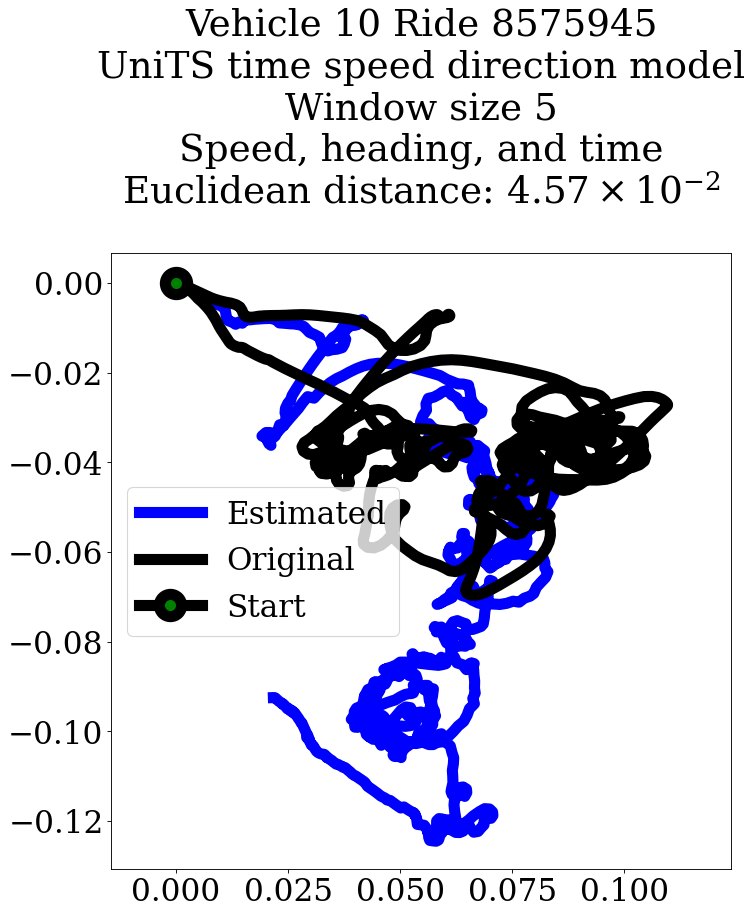 Vehicle 10 Ride 8575945
UniTS time speed direction model
Window size 5
Speed, heading, and time
Euclidean distance: 4.57 × 10⁻²
0.00
−0.02
−0.04
−0.06
−0.08
−0.10
−0.12
Estimated
Original
Start
0.000 0.025 0.050 0.075 0.100